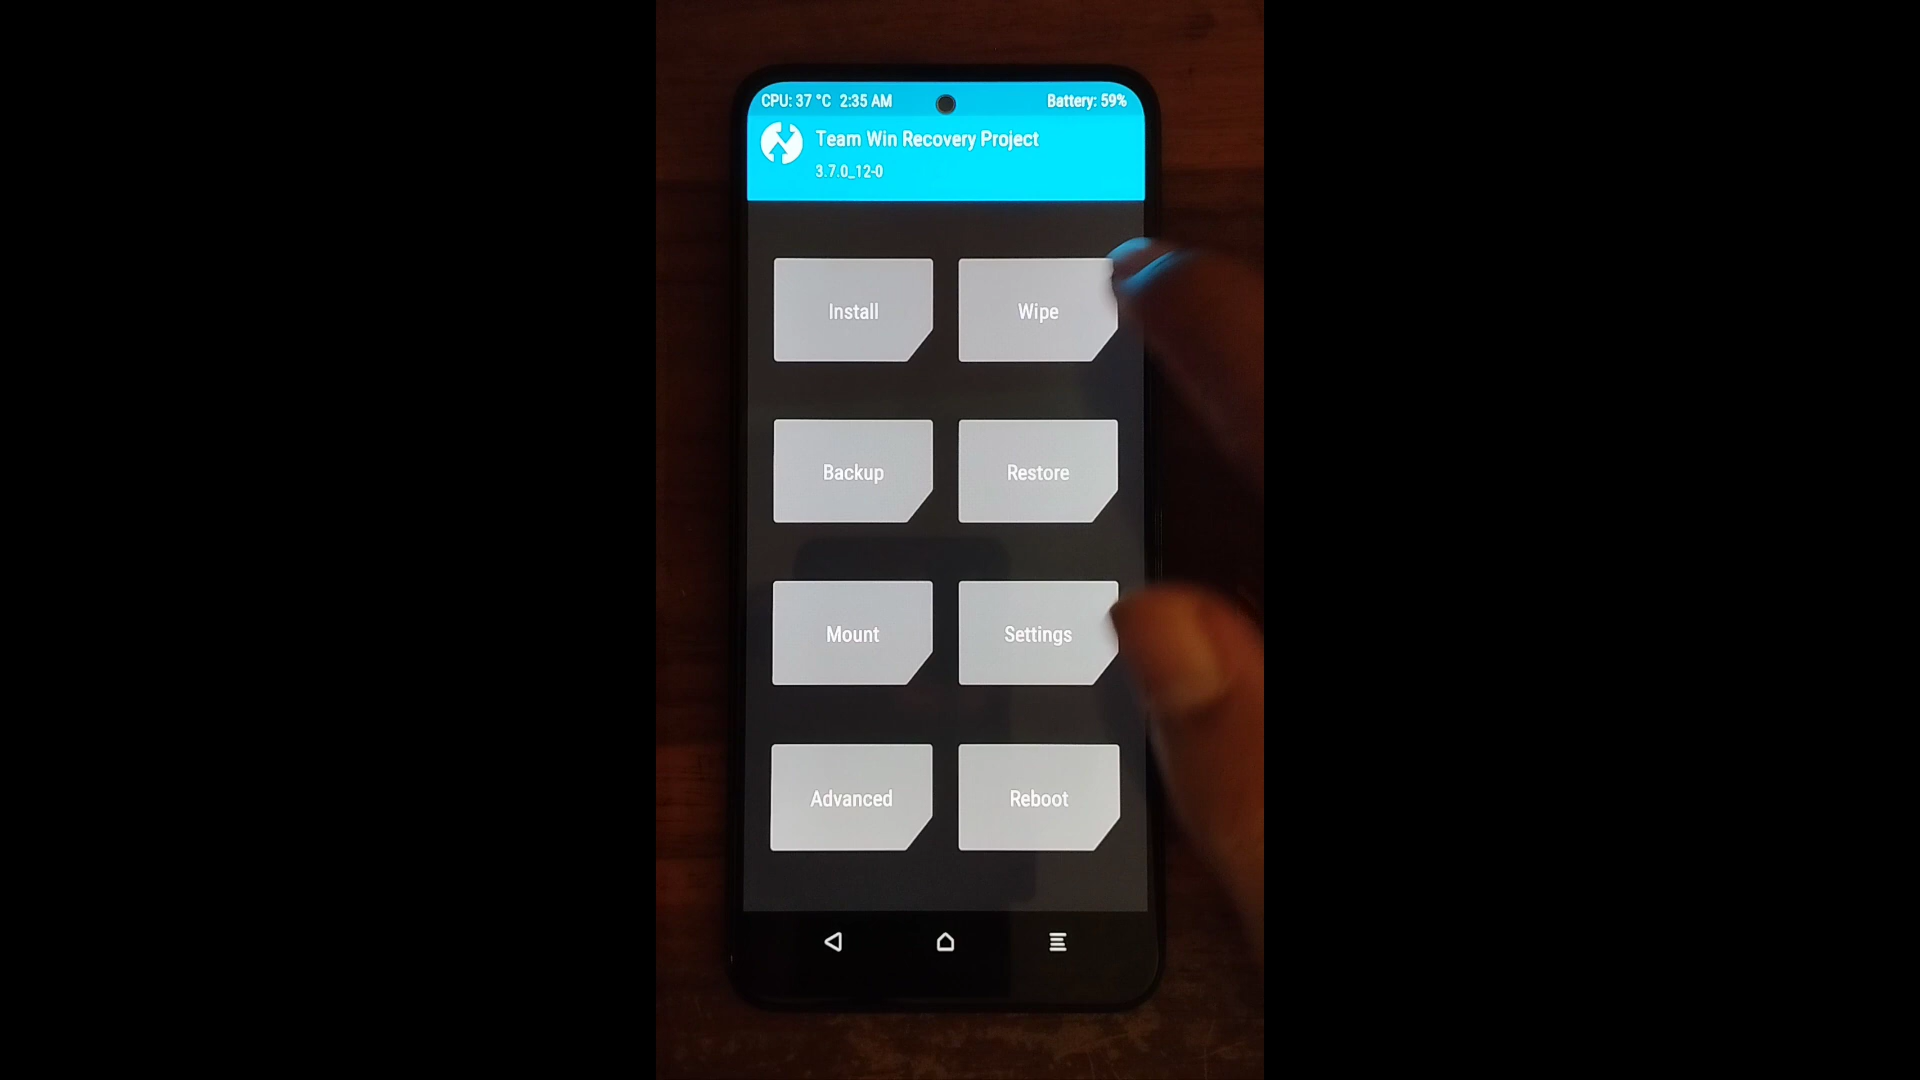 CPU: 37 °C 2:35 AM Battery: 59%
Team Win Recovery Project
3.7.0_12-0
Install Wipe
Backup Restore
Mount Settings
Advanced Reboot